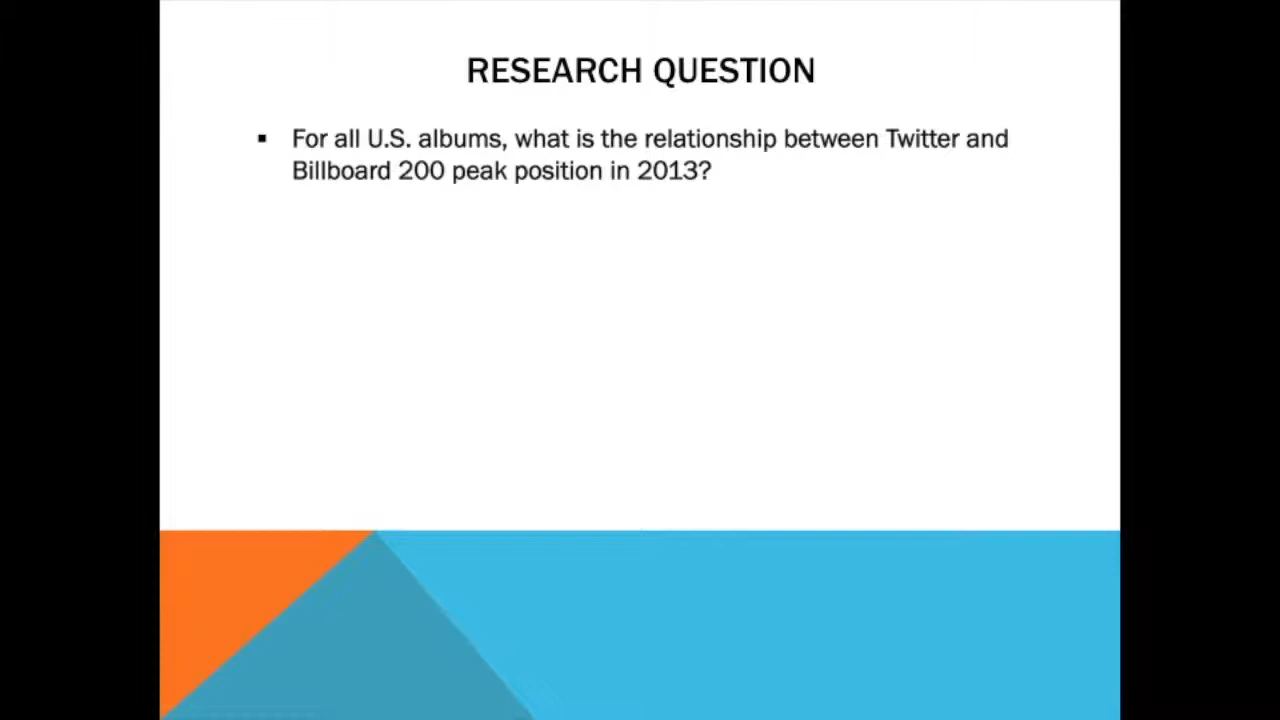 RESEARCH QUESTION
▪ For all U.S. albums, what is the relationship between Twitter and
Billboard 200 peak position in 2013?